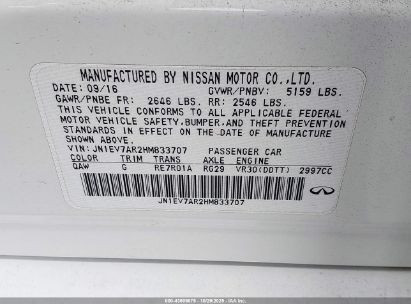 MANUFACTURED BY NISSAN MOTOR CO.,LTD.
DATE: 09/16 GVWR/PNBV: 5159 LBS.
GAWR/PNBE FR: 2646 LBS. RR: 2546 LBS.
THIS VEHICLE CONFORMS TO ALL APPLICABLE FEDERAL
MOTOR VEHICLE SAFETY,BUMPER,AND THEFT PREVENTION
STANDARDS IN EFFECT ON THE DATE OF MANUFACTURE
SHOWN ABOVE.
VIN: JN1EV7AR2HM833707 PASSENGER CAR
COLOR TRIM TRANS AXLE ENGINE
QAW G RE7R01A RG29 VR30(DDTT) 2997CC
JN1EV7AR2HM833707